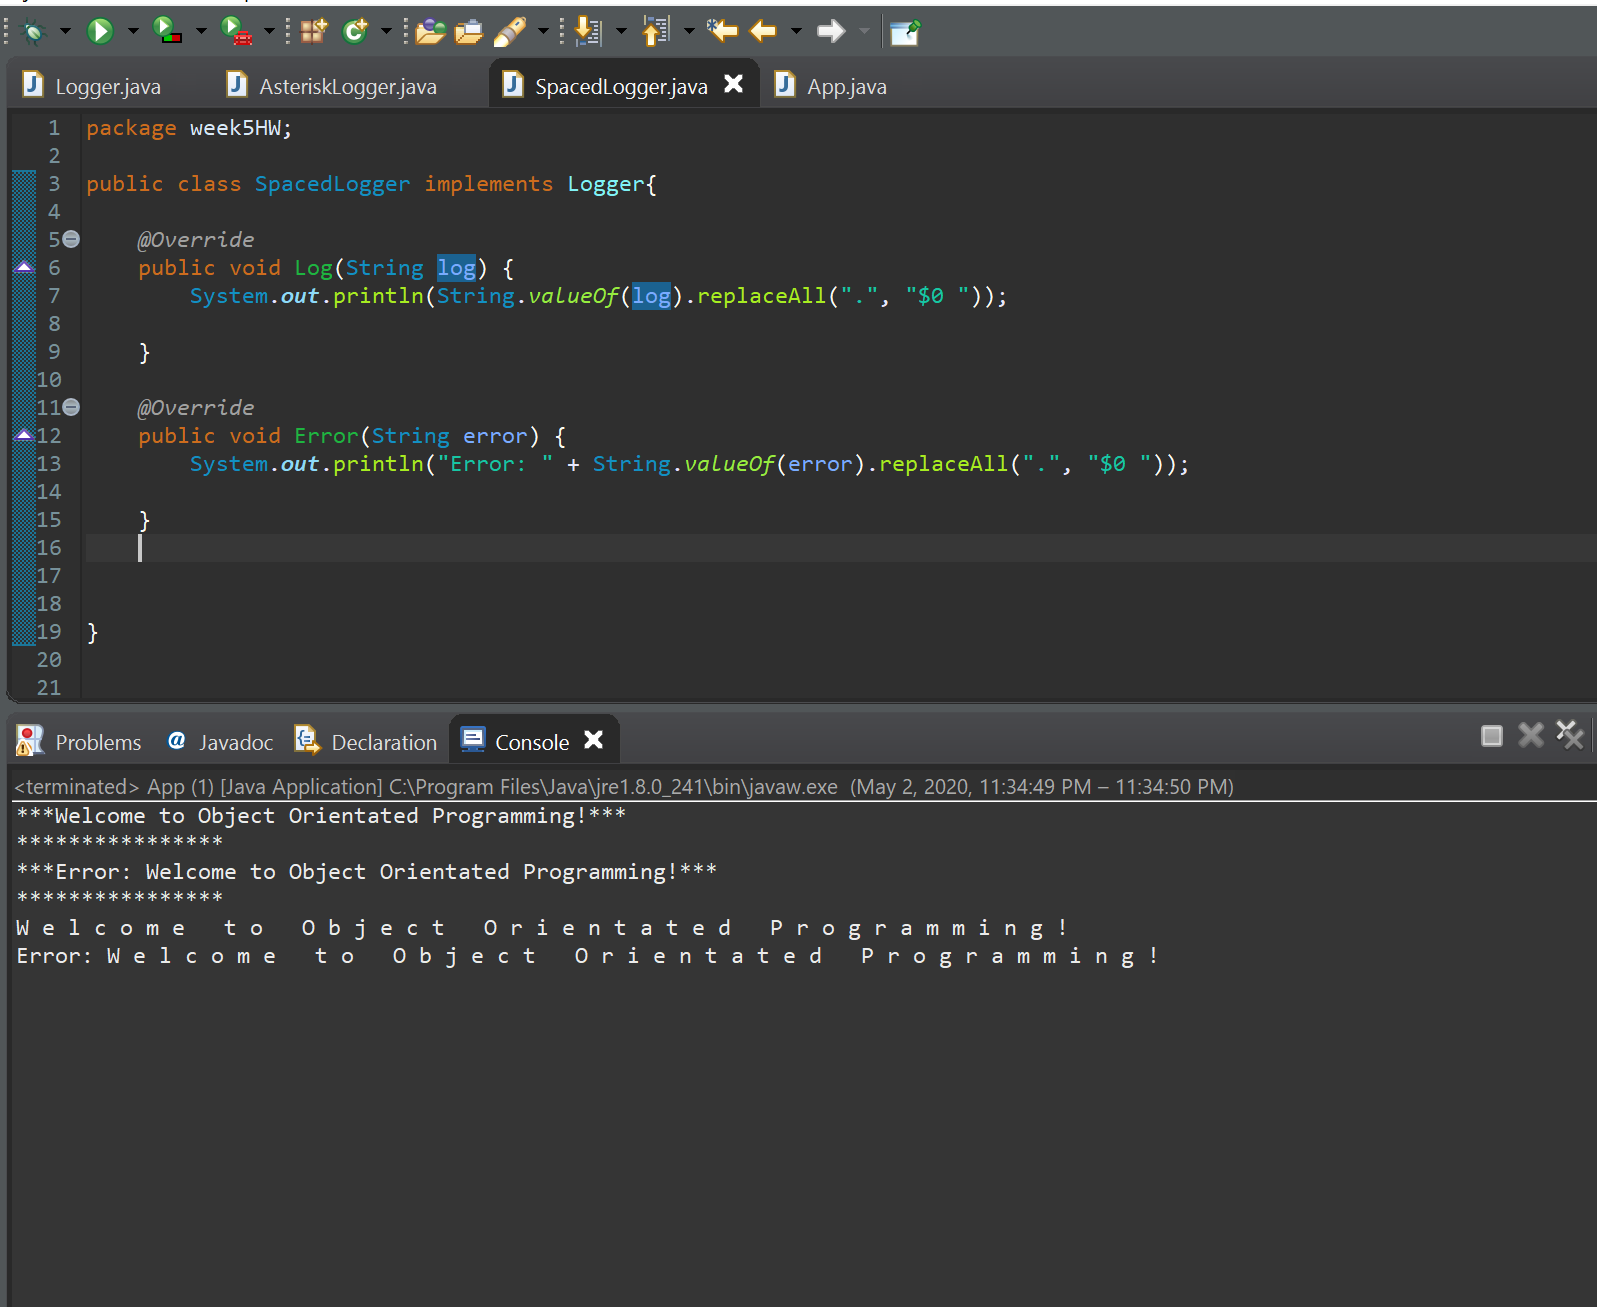 Logger.java AsteriskLogger.java SpacedLogger.java App.java
1 package week5HW;
2
3 public class SpacedLogger implements Logger{
4
5 @Override
6 public void Log(String log) {
7 System.out.println(String.valueOf(log).replaceAll(".", "$0 "));
8
9 }
10
11 @Override
12 public void Error(String error) {
13 System.out.println("Error: " + String.valueOf(error).replaceAll(".", "$0 "));
14
15 }
16
17
18
19 }
20
21
Problems @ Javadoc Declaration Console
<terminated> App (1) [Java Application] C:\Program Files\Java\jre1.8.0_241\bin\javaw.exe (May 2, 2020, 11:34:49 PM – 11:34:50 PM)
***Welcome to Object Orientated Programming!***
****************
***Error: Welcome to Object Orientated Programming!***
****************
W e l c o m e   t o   O b j e c t   O r i e n t a t e d   P r o g r a m m i n g !
Error: W e l c o m e   t o   O b j e c t   O r i e n t a t e d   P r o g r a m m i n g !